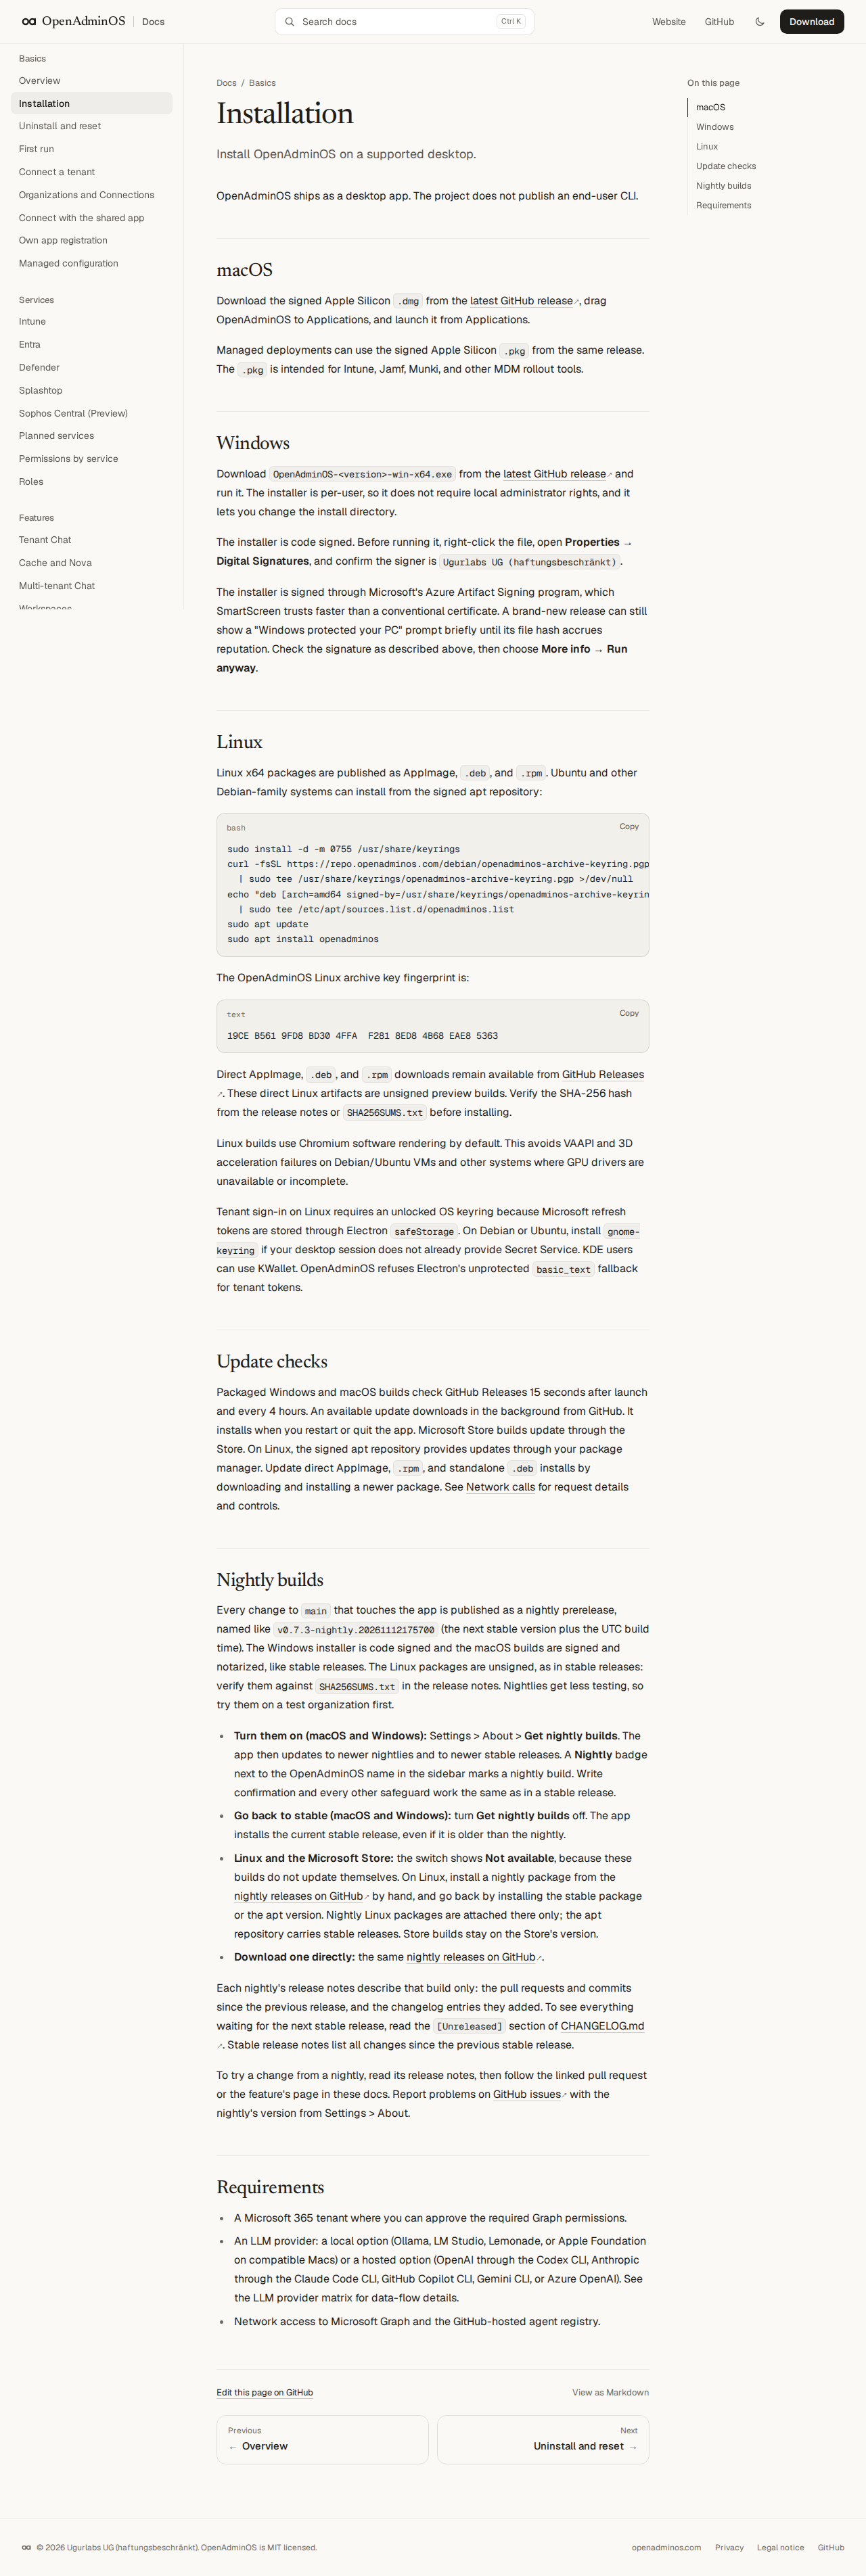 OpenAdminOS
Docs
Search docs
Ctrl K
Website
GitHub
Download
Basics
Overview
Installation
Uninstall and reset
First run
Connect a tenant
Organizations and Connections
Connect with the shared app
Own app registration
Managed configuration
Services
Intune
Entra
Defender
Splashtop
Sophos Central (Preview)
Planned services
Permissions by service
Roles
Features
Tenant Chat
Cache and Nova
Multi-tenant Chat
Workspaces
Docs / Basics
Installation
Install OpenAdminOS on a supported desktop.
OpenAdminOS ships as a desktop app. The project does not publish an end-user CLI.
macOS
Download the signed Apple Silicon .dmg from the latest GitHub release↗, drag
OpenAdminOS to Applications, and launch it from Applications.
Managed deployments can use the signed Apple Silicon .pkg from the same release.
The .pkg is intended for Intune, Jamf, Munki, and other MDM rollout tools.
Windows
Download OpenAdminOS-<version>-win-x64.exe from the latest GitHub release↗ and
run it. The installer is per-user, so it does not require local administrator rights, and it
lets you change the install directory.
The installer is code signed. Before running it, right-click the file, open Properties →
Digital Signatures, and confirm the signer is Ugurlabs UG (haftungsbeschränkt).
The installer is signed through Microsoft's Azure Artifact Signing program, which
SmartScreen trusts faster than a conventional certificate. A brand-new release can still
show a "Windows protected your PC" prompt briefly until its file hash accrues
reputation. Check the signature as described above, then choose More info → Run
anyway.
Linux
Linux x64 packages are published as AppImage, .deb, and .rpm. Ubuntu and other
Debian-family systems can install from the signed apt repository:
bash
Copy
sudo install -d -m 0755 /usr/share/keyrings
curl -fsSL https://repo.openadminos.com/debian/openadminos-archive-keyring.pgp
| sudo tee /usr/share/keyrings/openadminos-archive-keyring.pgp >/dev/null
echo "deb [arch=amd64 signed-by=/usr/share/keyrings/openadminos-archive-keyrin
| sudo tee /etc/apt/sources.list.d/openadminos.list
sudo apt update
sudo apt install openadminos
The OpenAdminOS Linux archive key fingerprint is:
text
Copy
19CE B561 9FD8 BD30 4FFA  F281 8ED8 4B68 EAE8 5363
Direct AppImage, .deb, and .rpm downloads remain available from GitHub Releases
↗. These direct Linux artifacts are unsigned preview builds. Verify the SHA-256 hash
from the release notes or SHA256SUMS.txt before installing.
Linux builds use Chromium software rendering by default. This avoids VAAPI and 3D
acceleration failures on Debian/Ubuntu VMs and other systems where GPU drivers are
unavailable or incomplete.
Tenant sign-in on Linux requires an unlocked OS keyring because Microsoft refresh
tokens are stored through Electron safeStorage. On Debian or Ubuntu, install gnome-
keyring if your desktop session does not already provide Secret Service. KDE users
can use KWallet. OpenAdminOS refuses Electron's unprotected basic_text fallback
for tenant tokens.
Update checks
Packaged Windows and macOS builds check GitHub Releases 15 seconds after launch
and every 4 hours. An available update downloads in the background from GitHub. It
installs when you restart or quit the app. Microsoft Store builds update through the
Store. On Linux, the signed apt repository provides updates through your package
manager. Update direct AppImage, .rpm, and standalone .deb installs by
downloading and installing a newer package. See Network calls for request details
and controls.
Nightly builds
Every change to main that touches the app is published as a nightly prerelease,
named like v0.7.3-nightly.20261112175700 (the next stable version plus the UTC build
time). The Windows installer is code signed and the macOS builds are signed and
notarized, like stable releases. The Linux packages are unsigned, as in stable releases:
verify them against SHA256SUMS.txt in the release notes. Nightlies get less testing, so
try them on a test organization first.
• Turn them on (macOS and Windows): Settings > About > Get nightly builds. The
app then updates to newer nightlies and to newer stable releases. A Nightly badge
next to the OpenAdminOS name in the sidebar marks a nightly build. Write
confirmation and every other safeguard work the same as in a stable release.
• Go back to stable (macOS and Windows): turn Get nightly builds off. The app
installs the current stable release, even if it is older than the nightly.
• Linux and the Microsoft Store: the switch shows Not available, because these
builds do not update themselves. On Linux, install a nightly package from the
nightly releases on GitHub↗ by hand, and go back by installing the stable package
or the apt version. Nightly Linux packages are attached there only; the apt
repository carries stable releases. Store builds stay on the Store's version.
• Download one directly: the same nightly releases on GitHub↗.
Each nightly's release notes describe that build only: the pull requests and commits
since the previous release, and the changelog entries they added. To see everything
waiting for the next stable release, read the [Unreleased] section of CHANGELOG.md
↗. Stable release notes list all changes since the previous stable release.
To try a change from a nightly, read its release notes, then follow the linked pull request
or the feature's page in these docs. Report problems on GitHub issues↗ with the
nightly's version from Settings > About.
Requirements
• A Microsoft 365 tenant where you can approve the required Graph permissions.
• An LLM provider: a local option (Ollama, LM Studio, Lemonade, or Apple Foundation
on compatible Macs) or a hosted option (OpenAI through the Codex CLI, Anthropic
through the Claude Code CLI, GitHub Copilot CLI, Gemini CLI, or Azure OpenAI). See
the LLM provider matrix for data-flow details.
• Network access to Microsoft Graph and the GitHub-hosted agent registry.
Edit this page on GitHub
View as Markdown
Previous
← Overview
Next
Uninstall and reset →
On this page
macOS
Windows
Linux
Update checks
Nightly builds
Requirements
© 2026 Ugurlabs UG (haftungsbeschränkt). OpenAdminOS is MIT licensed.
openadminos.com
Privacy
Legal notice
GitHub